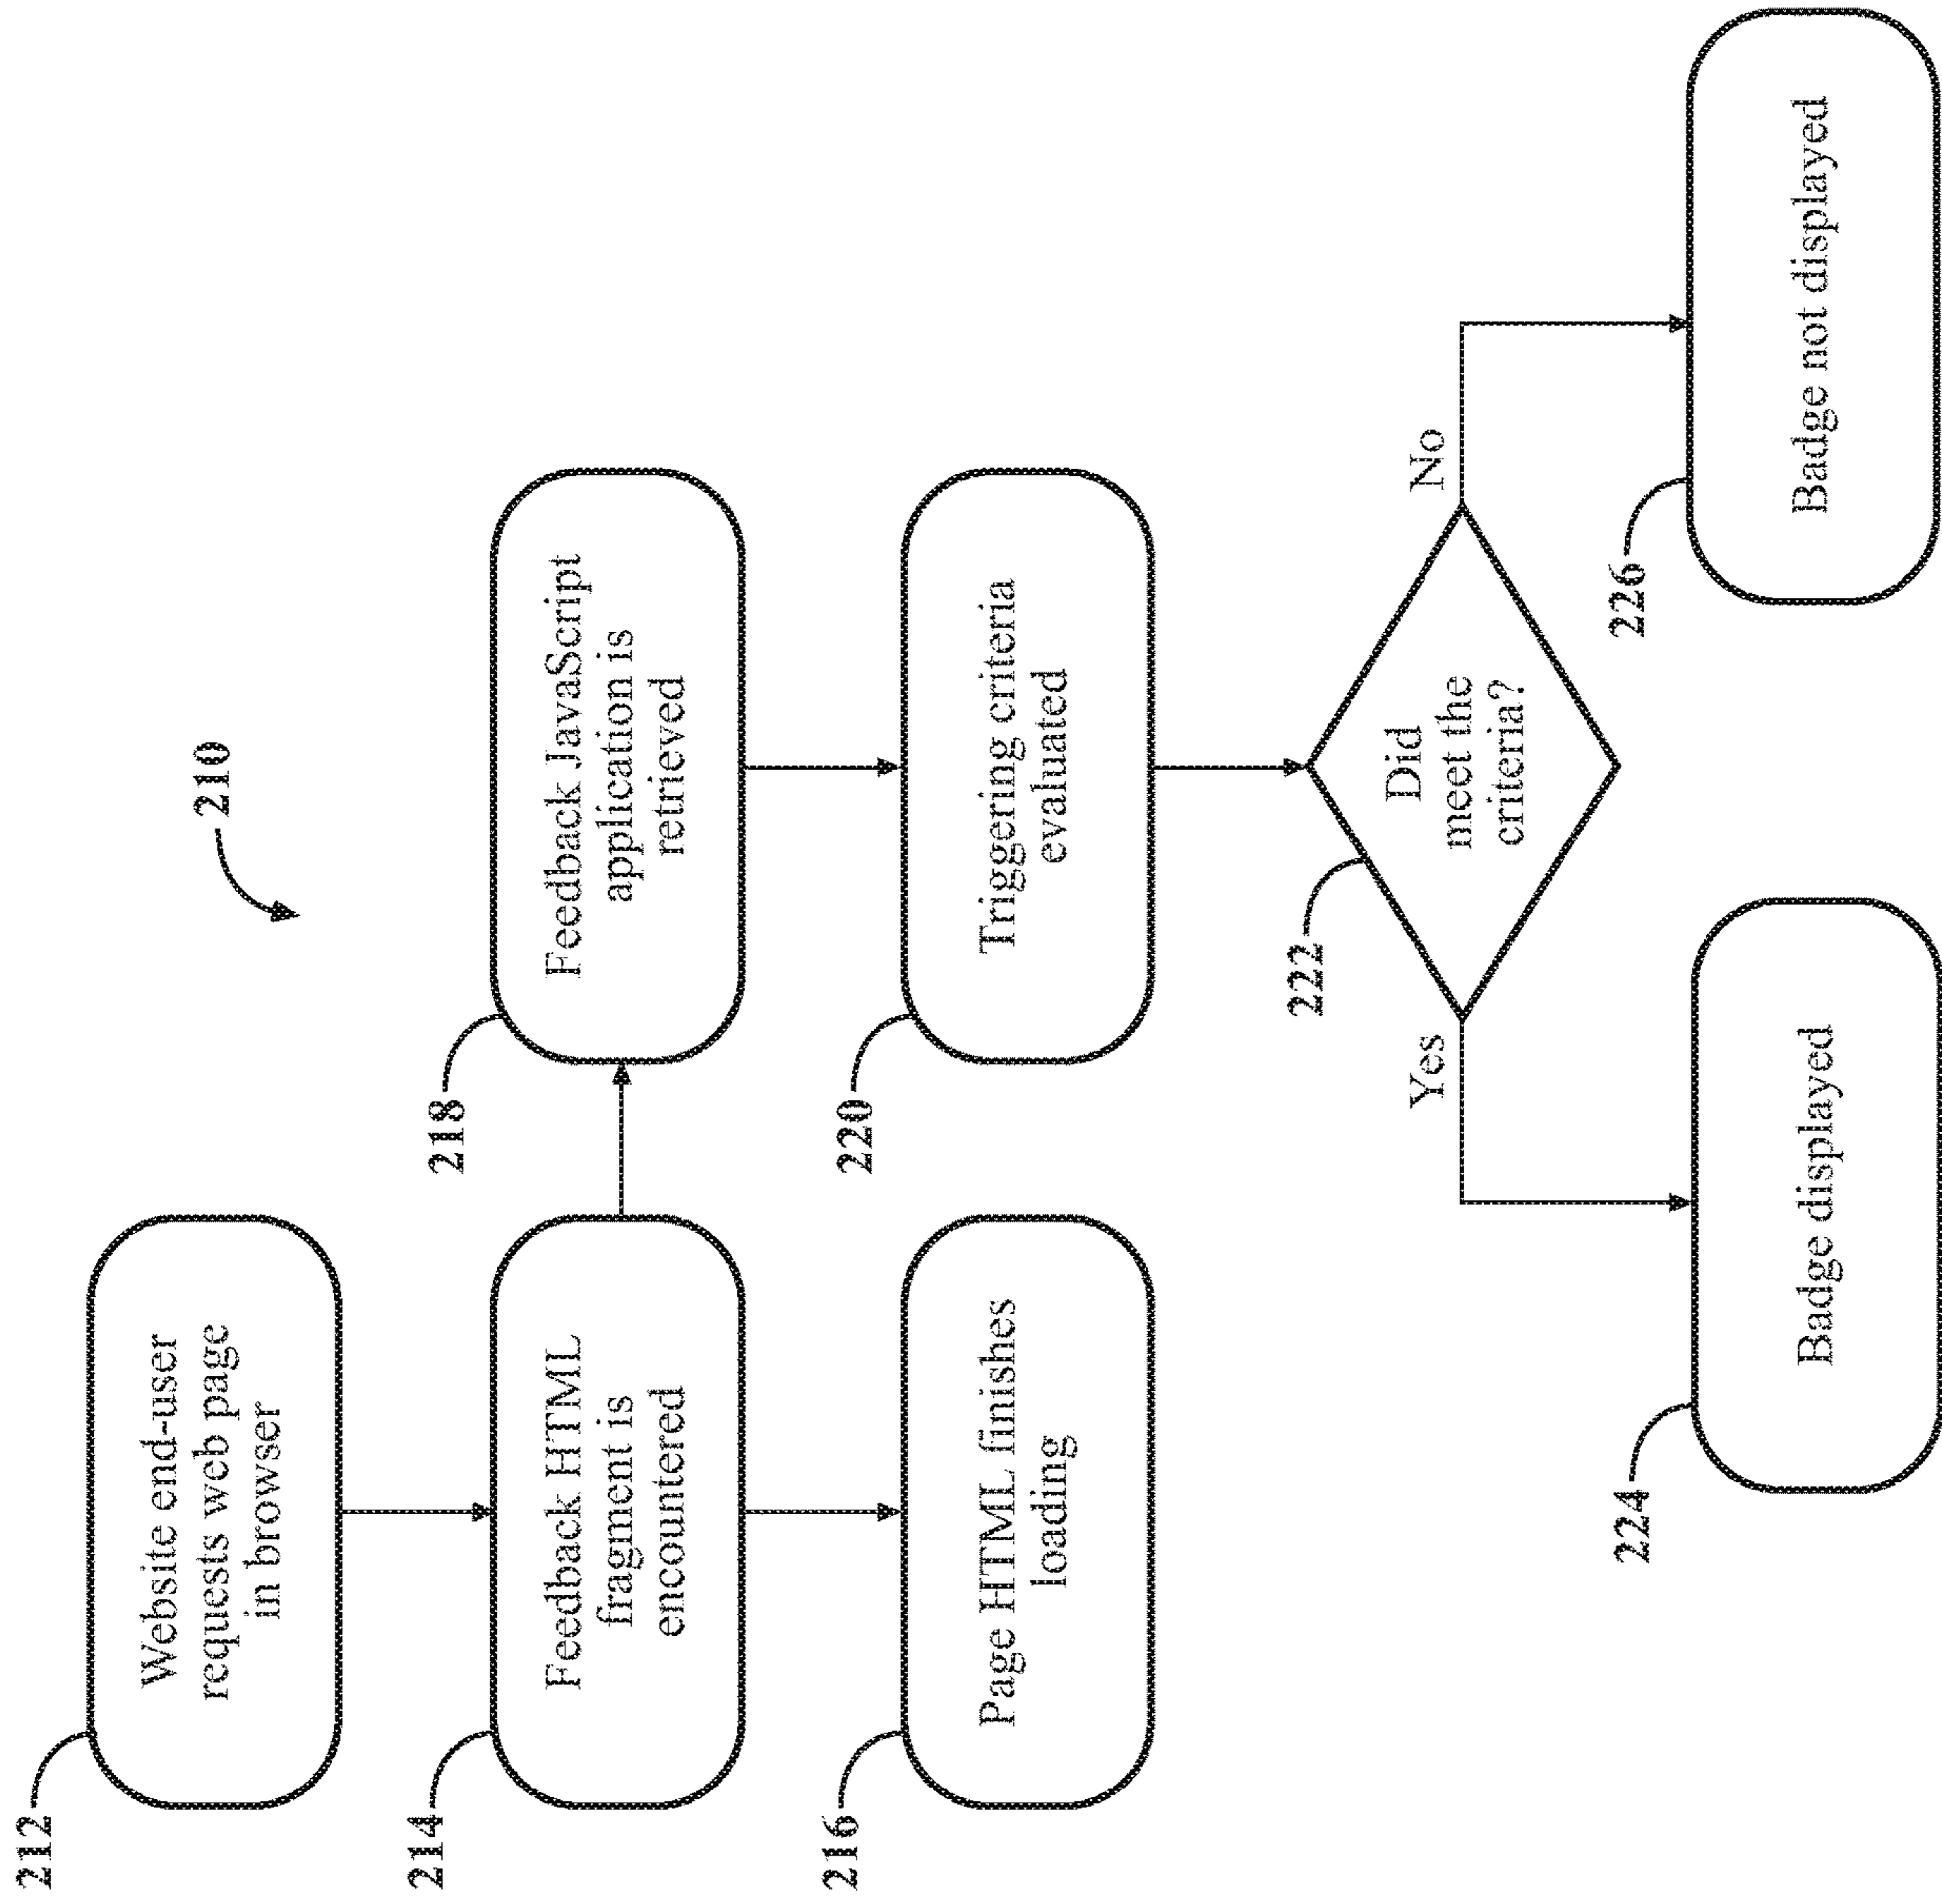 210
212
Website end-user
requests web page
in browser
214
Feedback HTML
fragment is
encountered
218
Feedback JavaScript
application is
retrieved
216
Page HTML finishes
loading
220
Triggering criteria
evaluated
222
Did
meet the
criteria?
Yes
No
224
Badge displayed
226
Badge not displayed